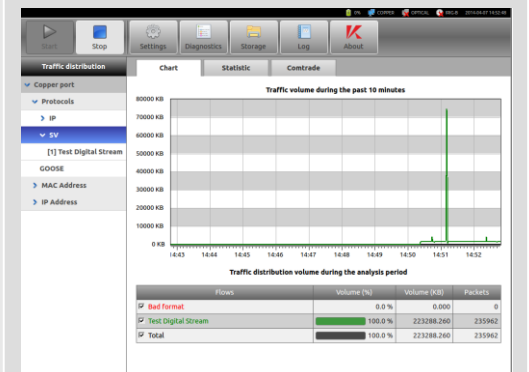 0% COPPER OPTICAL IRIG-B 2014-04-07 14:52:48
Start Stop Settings Diagnostics Storage Log About
Traffic distribution
Chart Statistic Comtrade
Copper port
Protocols
IP
SV
[1] Test Digital Stream
GOOSE
MAC Address
IP Address
Traffic volume during the past 10 minutes
80000 KB
70000 KB
60000 KB
50000 KB
40000 KB
30000 KB
20000 KB
10000 KB
0 KB
14:43 14:44 14:45 14:46 14:47 14:48 14:49 14:50 14:51 14:52
Traffic distribution volume during the analysis period
Flows Volume (%) Volume (KB) Packets
Bad format 0.0 % 0.000 0
Test Digital Stream 100.0 % 223288.260 235962
Total 100.0 % 223288.260 235962